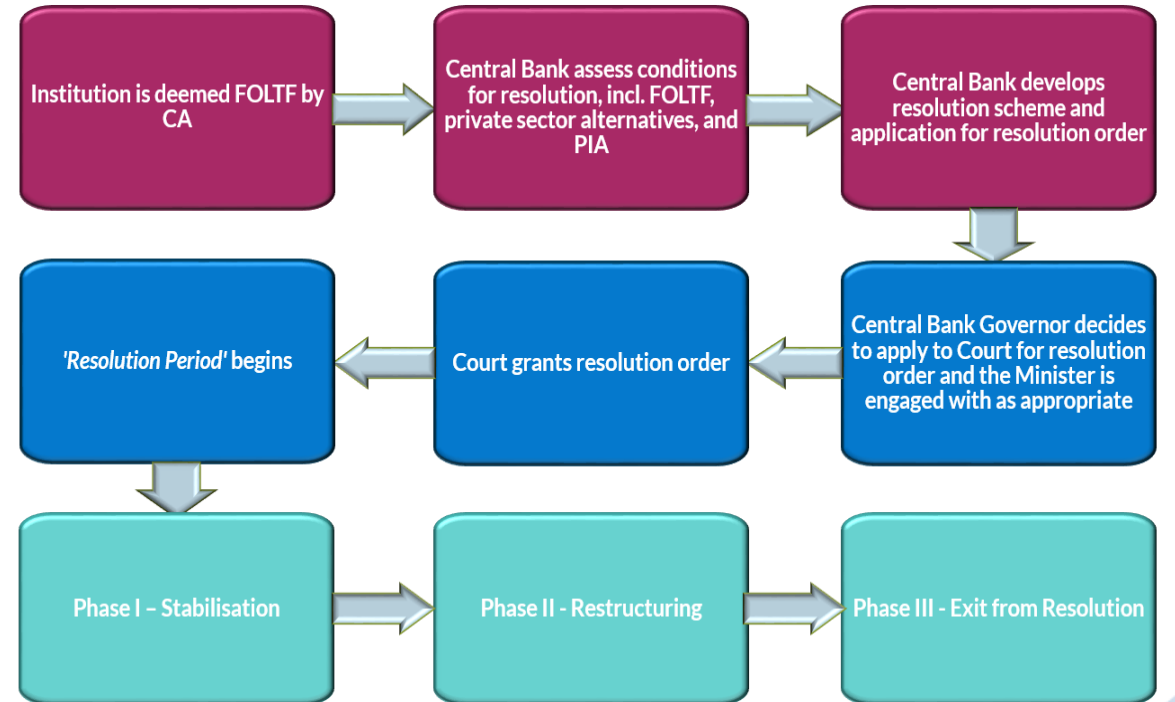 Institution is deemed FOLTF by
CA
Central Bank assess conditions
for resolution, incl. FOLTF,
private sector alternatives, and
PIA
Central Bank develops
resolution scheme and
application for resolution order
Central Bank Governor decides
to apply to Court for resolution
order and the Minister is
engaged with as appropriate
Court grants resolution order
'Resolution Period' begins
Phase I – Stabilisation
Phase II - Restructuring
Phase III - Exit from Resolution